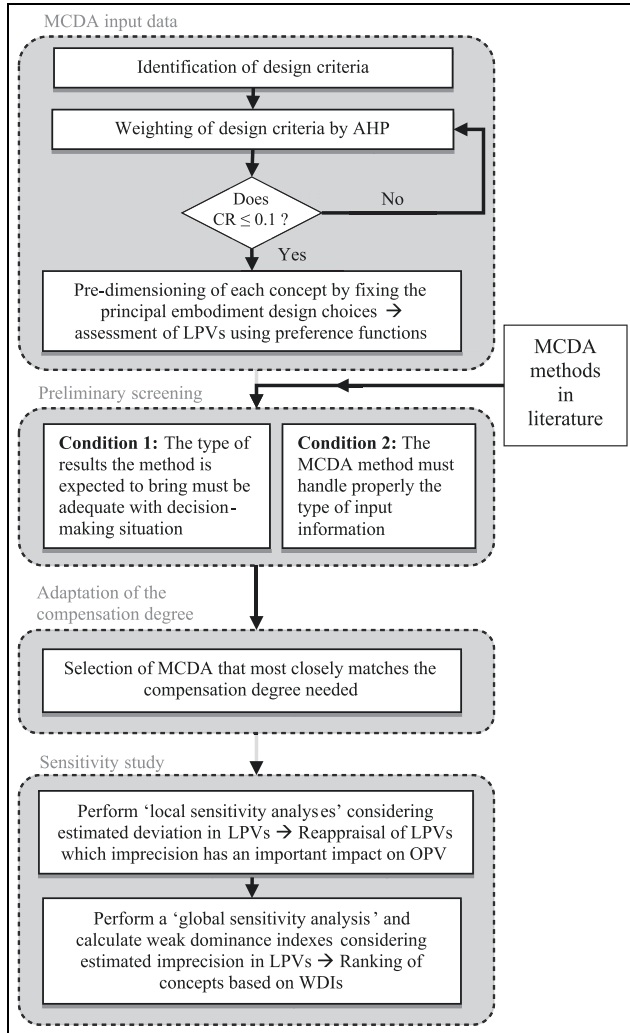 MCDA input data
Identification of design criteria
Weighting of design criteria by AHP
Does
CR ≤ 0.1 ?
No
Yes
Pre-dimensioning of each concept by fixing the
principal embodiment design choices →
assessment of LPVs using preference functions
MCDA
methods
in
literature
Preliminary screening
Condition 1: The type of
results the method is
expected to bring must be
adequate with decision-
making situation
Condition 2: The
MCDA method must
handle properly the
type of input
information
Adaptation of the
compensation degree
Selection of MCDA that most closely matches the
compensation degree needed
Sensitivity study
Perform ‘local sensitivity analyses’ considering
estimated deviation in LPVs → Reappraisal of LPVs
which imprecision has an important impact on OPV
Perform a ‘global sensitivity analysis’ and
calculate weak dominance indexes considering
estimated imprecision in LPVs → Ranking of
concepts based on WDIs